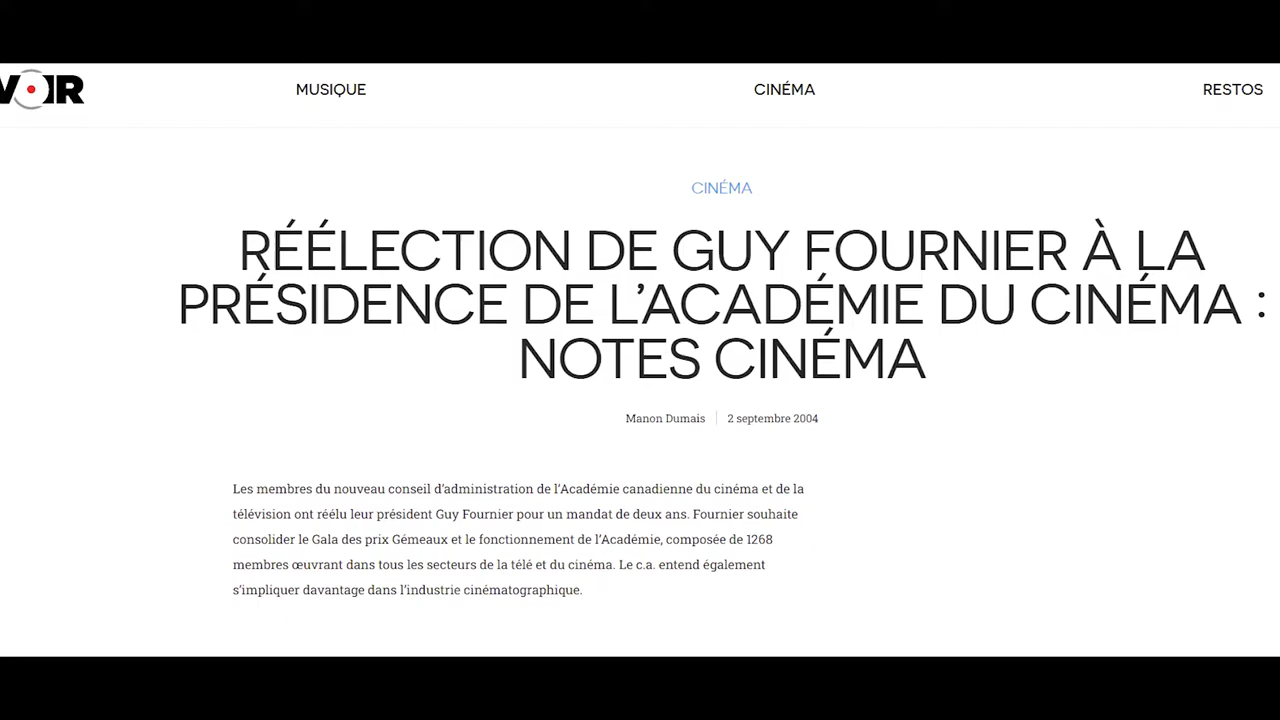 VOIR
MUSIQUE
CINÉMA
RESTOS
CINÉMA
RÉÉLECTION DE GUY FOURNIER À LA
PRÉSIDENCE DE L’ACADÉMIE DU CINÉMA :
NOTES CINÉMA
Manon Dumais | 2 septembre 2004
Les membres du nouveau conseil d’administration de l’Académie canadienne du cinéma et de la
télévision ont réélu leur président Guy Fournier pour un mandat de deux ans. Fournier souhaite
consolider le Gala des prix Gémeaux et le fonctionnement de l’Académie, composée de 1268
membres œuvrant dans tous les secteurs de la télé et du cinéma. Le c.a. entend également
s’impliquer davantage dans l’industrie cinématographique.